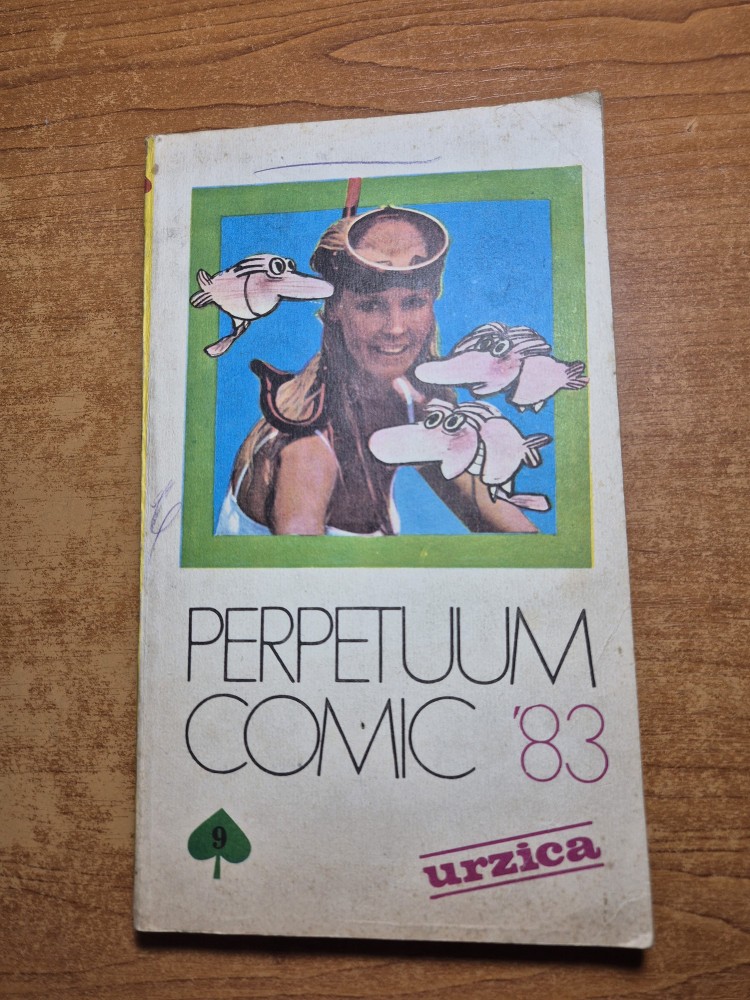 PERPETUUM
COMIC '83
9
urzica